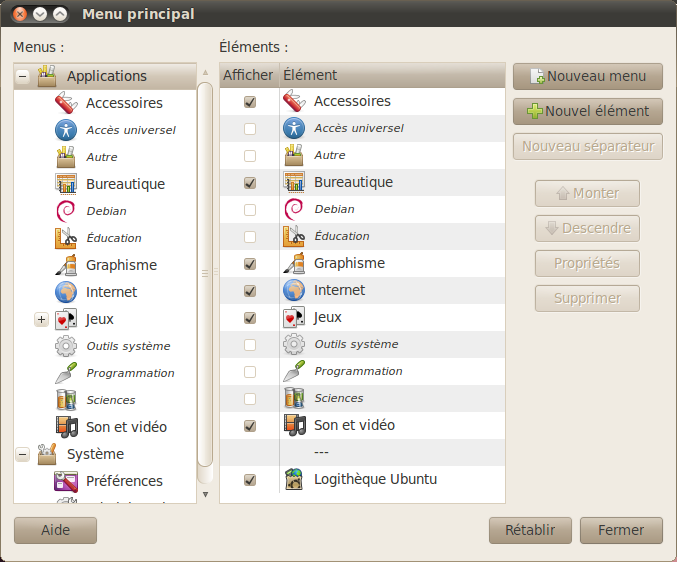 Menu principal
Menus :
Applications
Accessoires
Accès universel
Autre
Bureautique
Debian
Éducation
Graphisme
Internet
Jeux
Outils système
Programmation
Sciences
Son et vidéo
Système
Préférences
Éléments :
Afficher Élément
Accessoires
Accès universel
Autre
Bureautique
Debian
Éducation
Graphisme
Internet
Jeux
Outils système
Programmation
Sciences
Son et vidéo
---
Logithèque Ubuntu
Nouveau menu
Nouvel élément
Nouveau séparateur
Monter
Descendre
Propriétés
Supprimer
Aide
Rétablir
Fermer